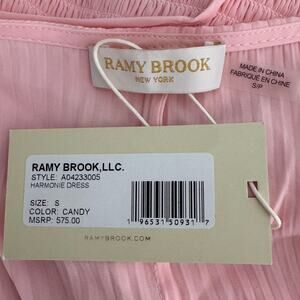 RAMY BROOK
NEW YORK
MADE IN CHINA
FABRIQUÉ EN CHINE
S/P
RAMY BROOK,LLC.
STYLE: A04233005
HARMONIE DRESS
SIZE: S
COLOR: CANDY
MSRP: 575.00
1 96531 50931 7
RAMYBROOK.COM